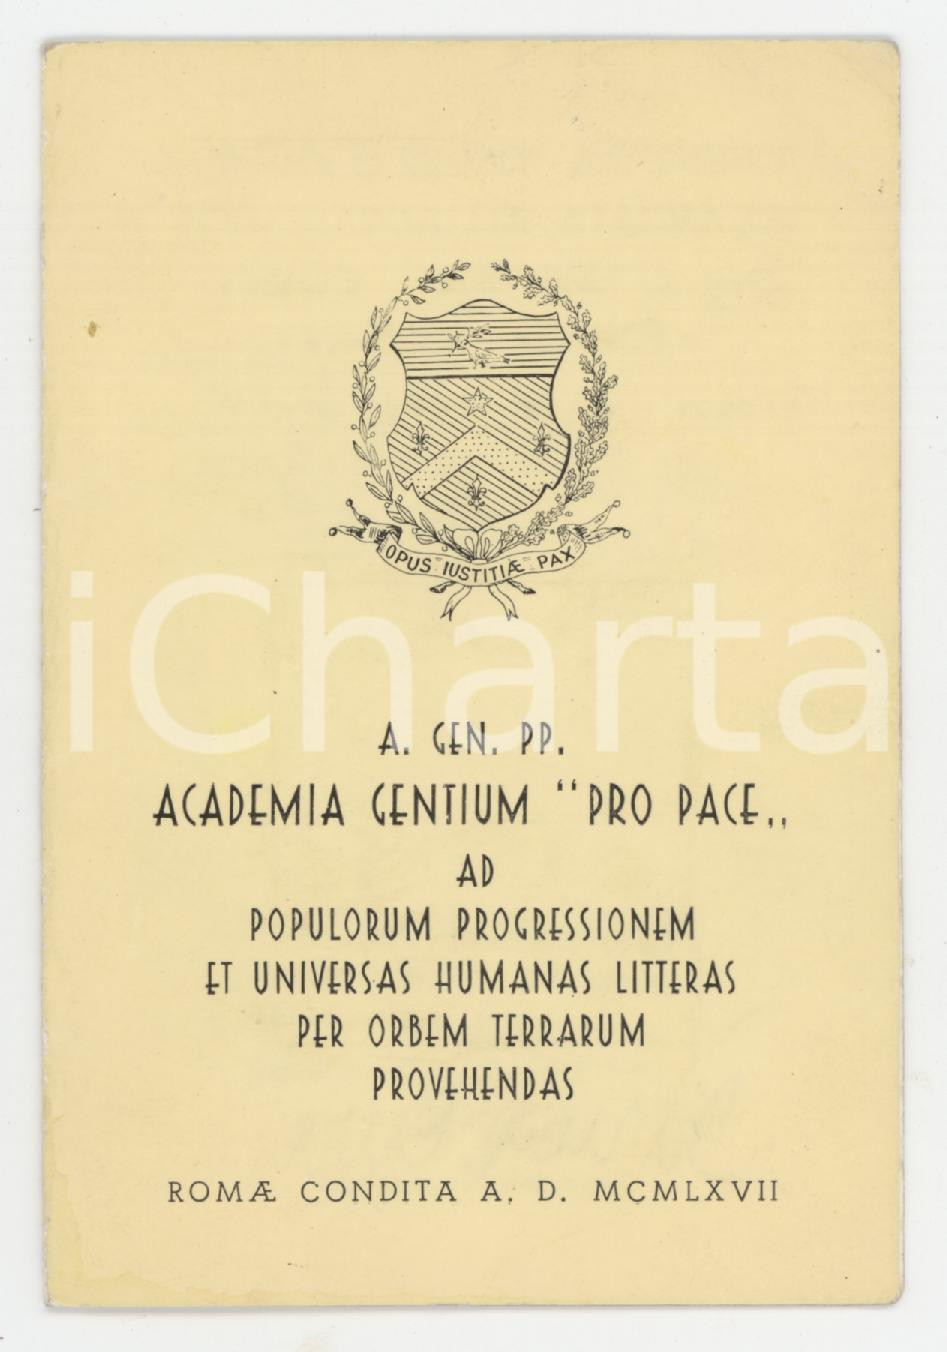 OPUS IUSTITIÆ PAX
iCharta
A. GEN. PP.
ACADEMIA GENTIUM “PRO PACE„
AD
POPULORUM PROGRESSIONEM
ET UNIVERSAS HUMANAS LITTERAS
PER ORBEM TERRARUM
PROVEHENDAS
ROMÆ CONDITA A. D. MCMLXVII